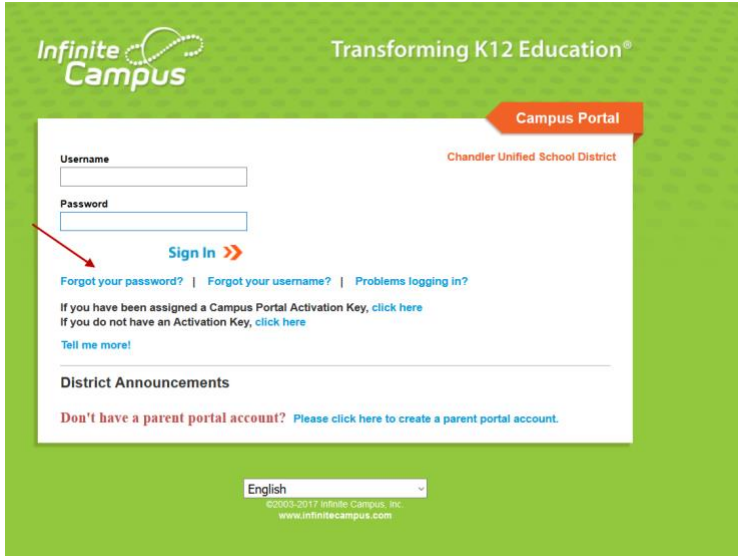 Infinite Campus
Transforming K12 Education®
Campus Portal
Username
Chandler Unified School District
Password
Sign In
Forgot your password? | Forgot your username? | Problems logging in?
If you have been assigned a Campus Portal Activation Key, click here
If you do not have an Activation Key, click here
Tell me more!
District Announcements
Don't have a parent portal account? Please click here to create a parent portal account.
English
©2003-2017 Infinite Campus, Inc.
www.infinitecampus.com